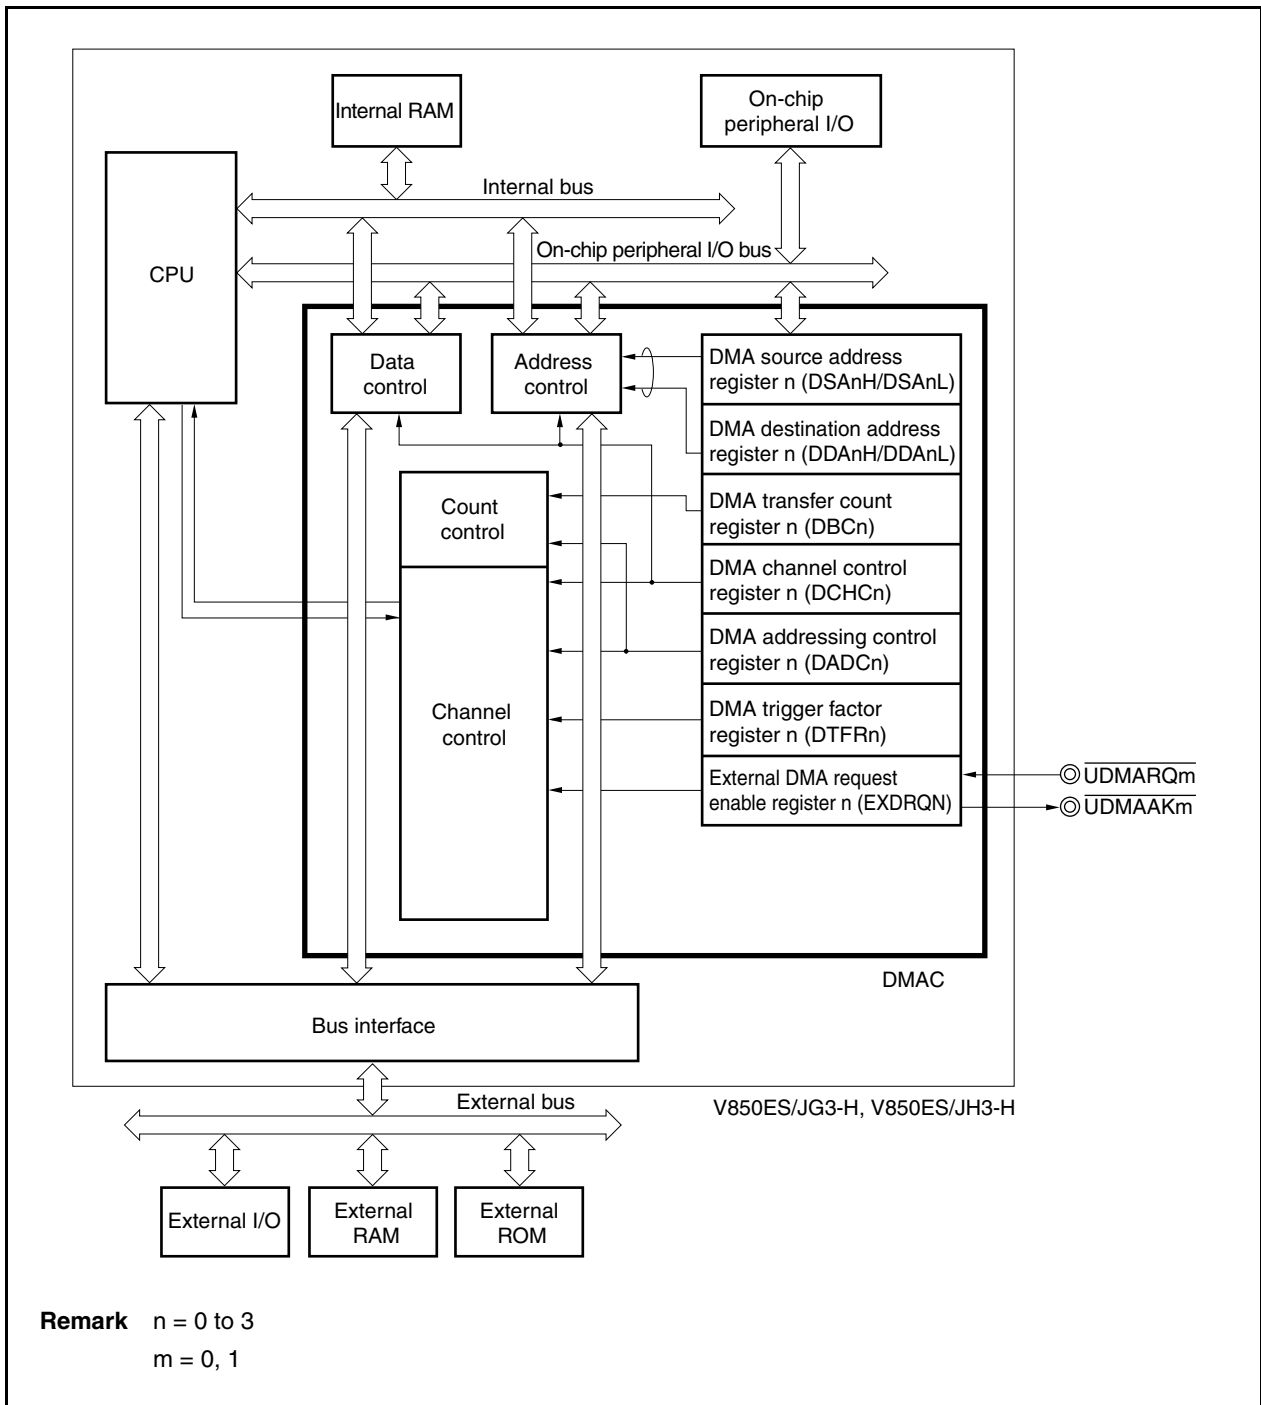 Internal RAM
On-chip
peripheral I/O
CPU
Internal bus
On-chip peripheral I/O bus
Data
control
Address
control
DMA source address
register n (DSAnH/DSAnL)
DMA destination address
register n (DDAnH/DDAnL)
DMA transfer count
register n (DBCn)
DMA channel control
register n (DCHCn)
DMA addressing control
register n (DADCn)
DMA trigger factor
register n (DTFRn)
External DMA request
enable register n (EXDRQN)
Count
control
Channel
control
UDMARQm
UDMAAKm
DMAC
Bus interface
V850ES/JG3-H, V850ES/JH3-H
External bus
External I/O
External
RAM
External
ROM
Remark n = 0 to 3
m = 0, 1